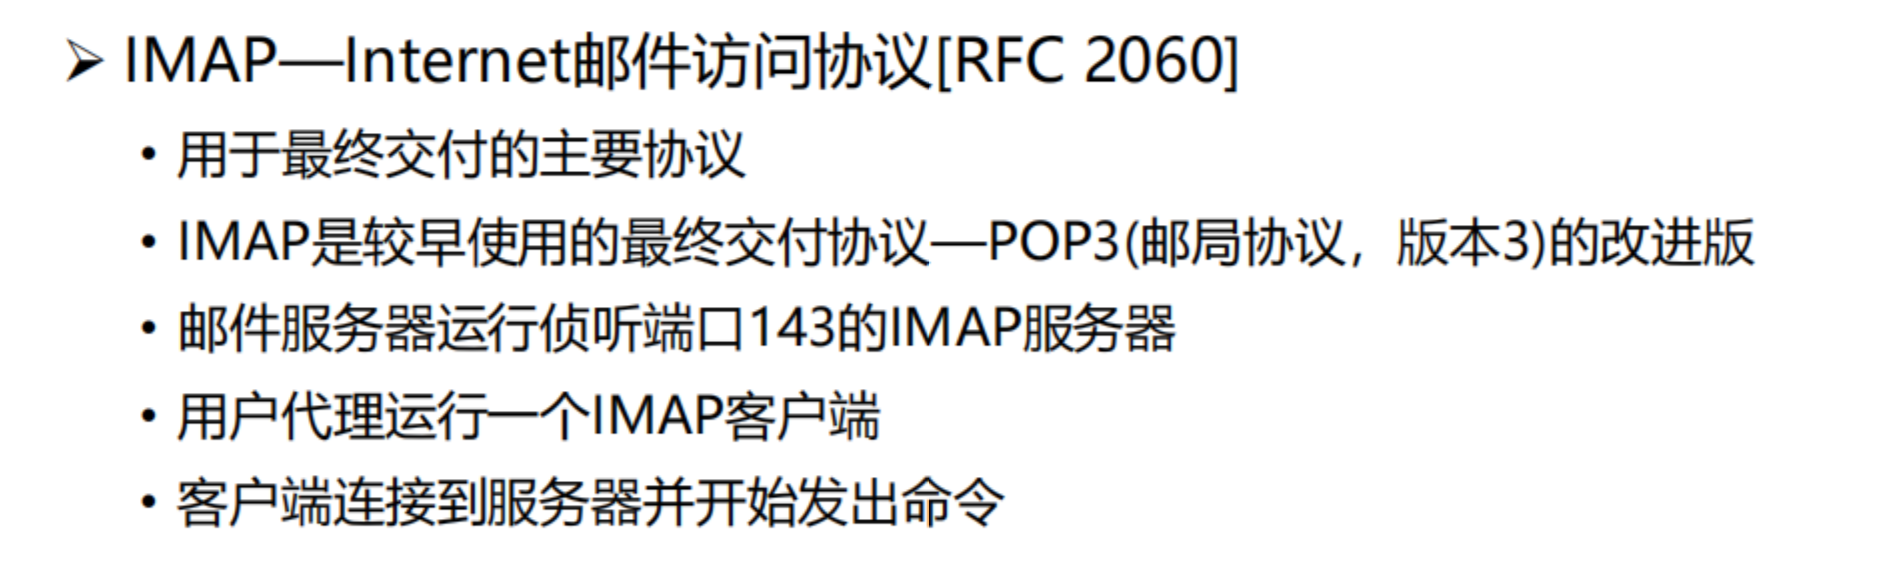 ➢ IMAP—Internet邮件访问协议[RFC 2060]
• 用于最终交付的主要协议
• IMAP是较早使用的最终交付协议—POP3(邮局协议，版本3)的改进版
• 邮件服务器运行侦听端口143的IMAP服务器
• 用户代理运行一个IMAP客户端
• 客户端连接到服务器并开始发出命令